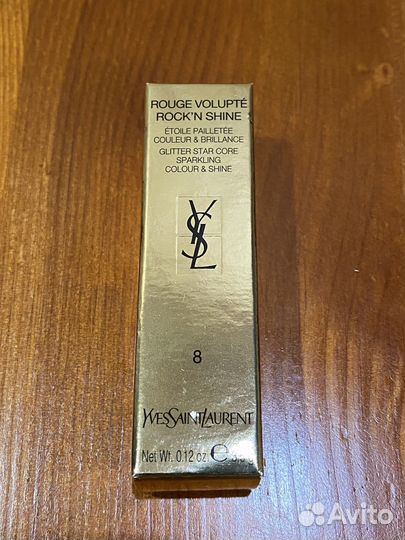 ROUGE VOLUPTÉ
ROCK'N SHINE
ÉTOILE PAILLETÉE
COULEUR & BRILLANCE
GLITTER STAR CORE
SPARKLING
COLOUR & SHINE
YSL
8
YVESSAINTLAURENT
Net Wt. 0.12 oz. ℮
Avito